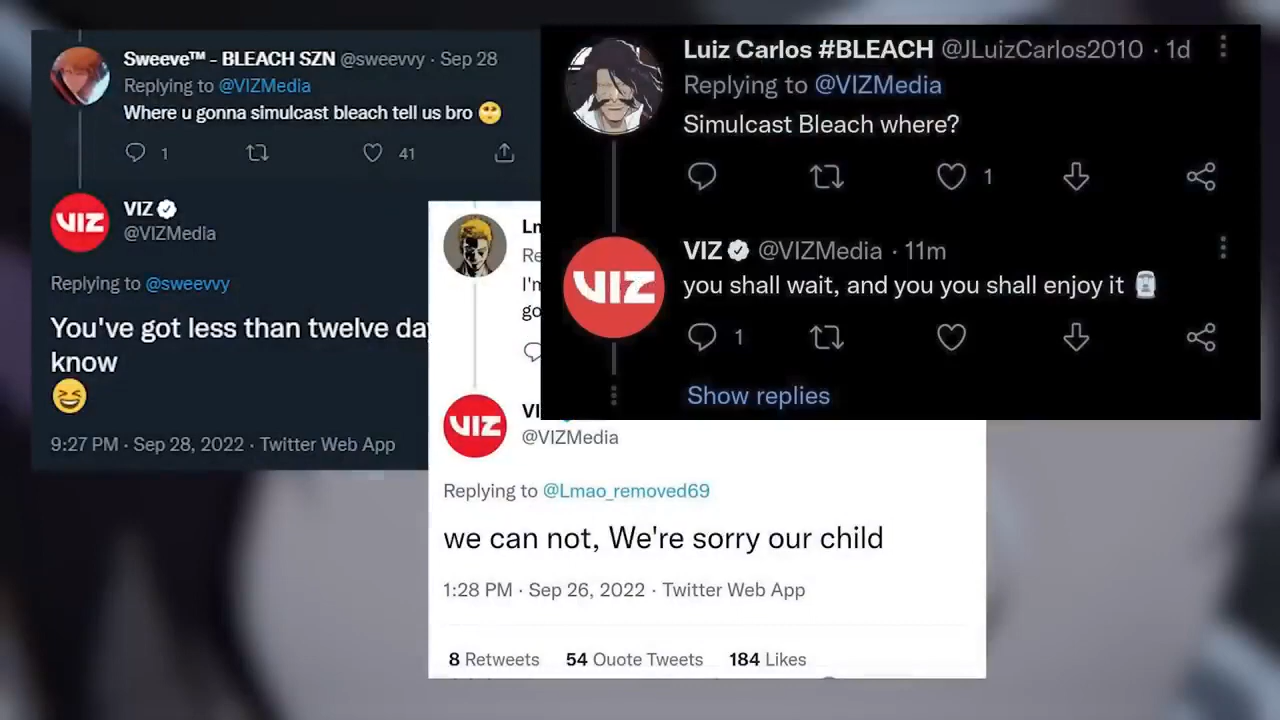 Sweeve™ - BLEACH SZN @sweevvy · Sep 28
Replying to @VIZMedia
Where u gonna simulcast bleach tell us bro 🥺
1 41
VIZ
VIZ
@VIZMedia
Replying to @sweevvy
You've got less than twelve
know
😆
9:27 PM · Sep 28, 2022 · Twitter Web App
I'm
VIZ
@VIZMedia
Replying to @Lmao_removed69
we can not, We're sorry our child
1:28 PM · Sep 26, 2022 · Twitter Web App
8 Retweets 54 Quote Tweets 184 Likes
Luiz Carlos #BLEACH @JLuizCarlos2010 · 1d
Replying to @VIZMedia
Simulcast Bleach where?
1
VIZ
VIZ @VIZMedia · 11m
you shall wait, and you you shall enjoy it
1
Show replies